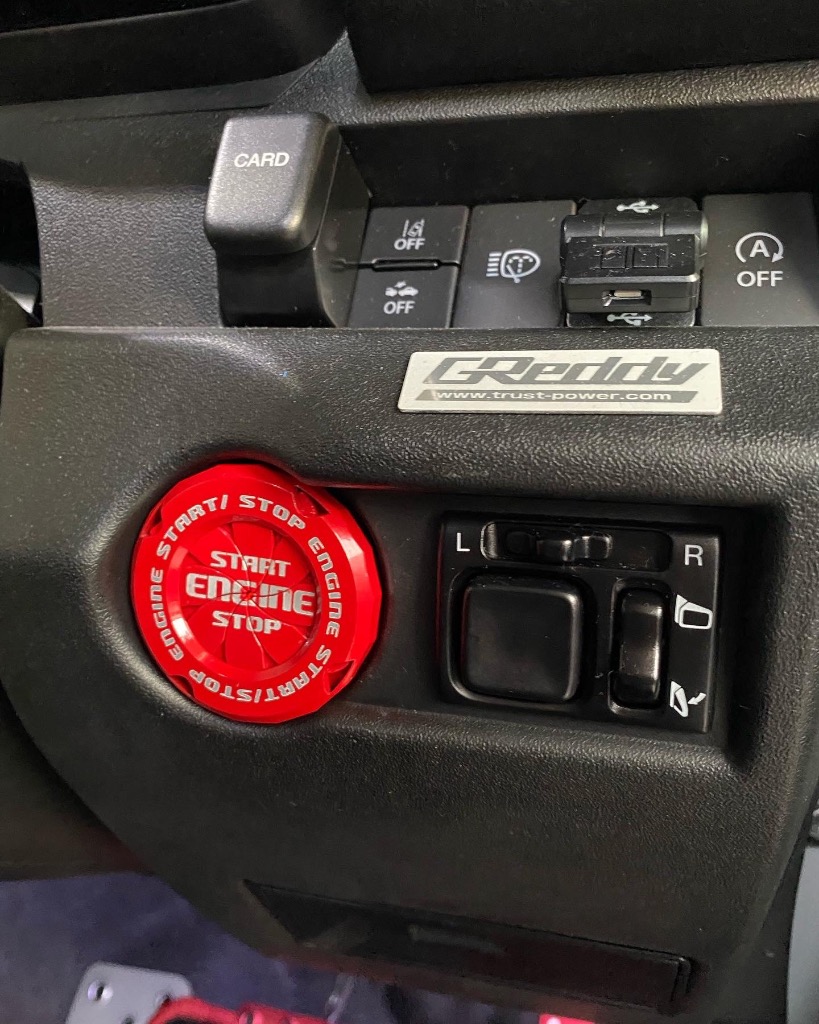 CARD
OFF
OFF
A
OFF
GReddy
www.trust-power.com
START/ STOP ENGINE START/STOP ENGINE
START
ENGINE
STOP
L
R